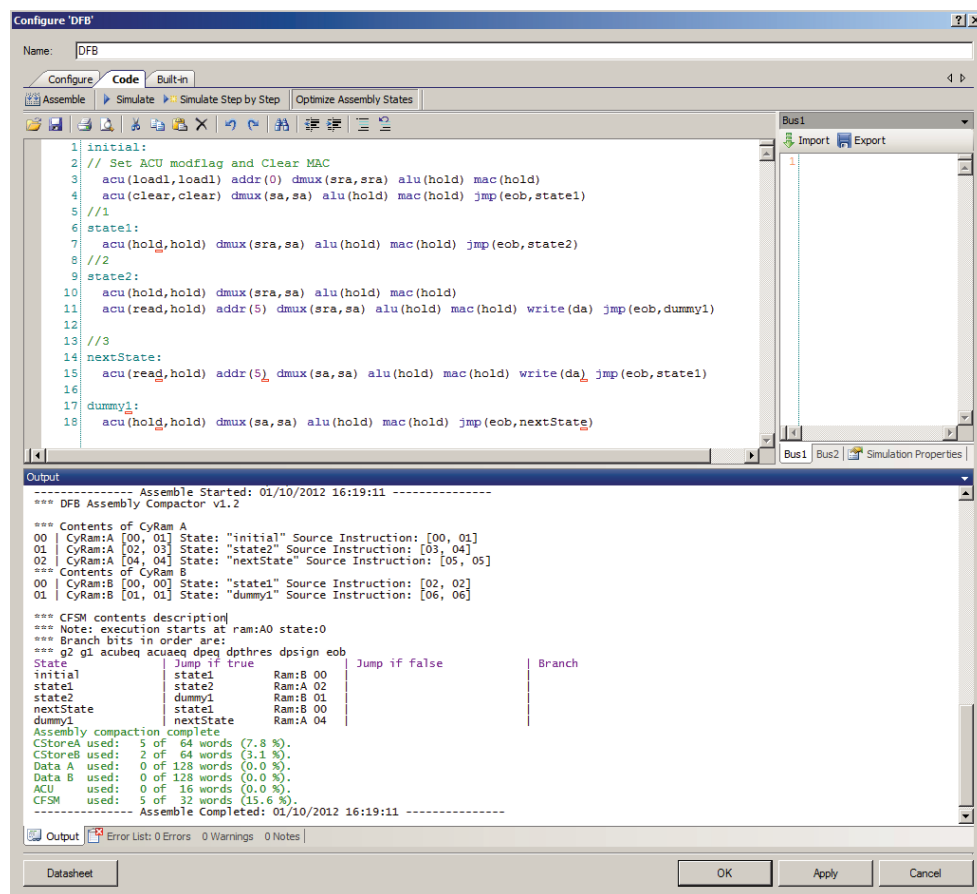 Configure 'DFB'
Name: DFB
Configure Code Built-in
Assemble Simulate Simulate Step by Step Optimize Assembly States
Bus1
Import Export
1
1 initial:
2 // Set ACU modflag and Clear MAC
3 acu(loadl,loadl) addr(0) dmux(sra,sra) alu(hold) mac(hold)
4 acu(clear,clear) dmux(sa,sa) alu(hold) mac(hold) jmp(eob,state1)
5 //1
6 state1:
7 acu(hold,hold) dmux(sra,sa) alu(hold) mac(hold) jmp(eob,state2)
8 //2
9 state2:
10 acu(hold,hold) dmux(sra,sa) alu(hold) mac(hold)
11 acu(read,hold) addr(5) dmux(sra,sa) alu(hold) mac(hold) write(da) jmp(eob,dummy1)
12
13 //3
14 nextState:
15 acu(read,hold) addr(5) dmux(sa,sa) alu(hold) mac(hold) write(da) jmp(eob,state1)
16
17 dummy1:
18 acu(hold,hold) dmux(sa,sa) alu(hold) mac(hold) jmp(eob,nextState)
Bus1 Bus2 Simulation Properties
Output
--------------- Assemble Started: 01/10/2012 16:19:11 ---------------
*** DFB Assembly Compactor v1.2
*** Contents of CyRam A
00 | CyRam:A [00, 01] State: "initial" Source Instruction: [00, 01]
01 | CyRam:A [02, 03] State: "state2" Source Instruction: [03, 04]
02 | CyRam:A [04, 04] State: "nextState" Source Instruction: [05, 05]
*** Contents of CyRam B
00 | CyRam:B [00, 00] State: "state1" Source Instruction: [02, 02]
01 | CyRam:B [01, 01] State: "dummy1" Source Instruction: [06, 06]
*** CFSM contents description
*** Note: execution starts at ram:A0 state:0
*** Branch bits in order are:
*** g2 g1 acubeq acuaeq dpeq dpthres dpsign eob
State | Jump if true | Jump if false | Branch
initial | state1 Ram:B 00 |
state1 | state2 Ram:A 02 |
state2 | dummy1 Ram:B 01 |
nextState | state1 Ram:B 00 |
dummy1 | nextState Ram:A 04 |
Assembly compaction complete
CStoreA used: 5 of 64 words (7.8 %).
CStoreB used: 2 of 64 words (3.1 %).
Data A used: 0 of 128 words (0.0 %).
Data B used: 0 of 128 words (0.0 %).
ACU used: 0 of 16 words (0.0 %).
CFSM used: 5 of 32 words (15.6 %).
--------------- Assemble Completed: 01/10/2012 16:19:11 ---------------
Output Error List: 0 Errors 0 Warnings 0 Notes
Datasheet OK Apply Cancel